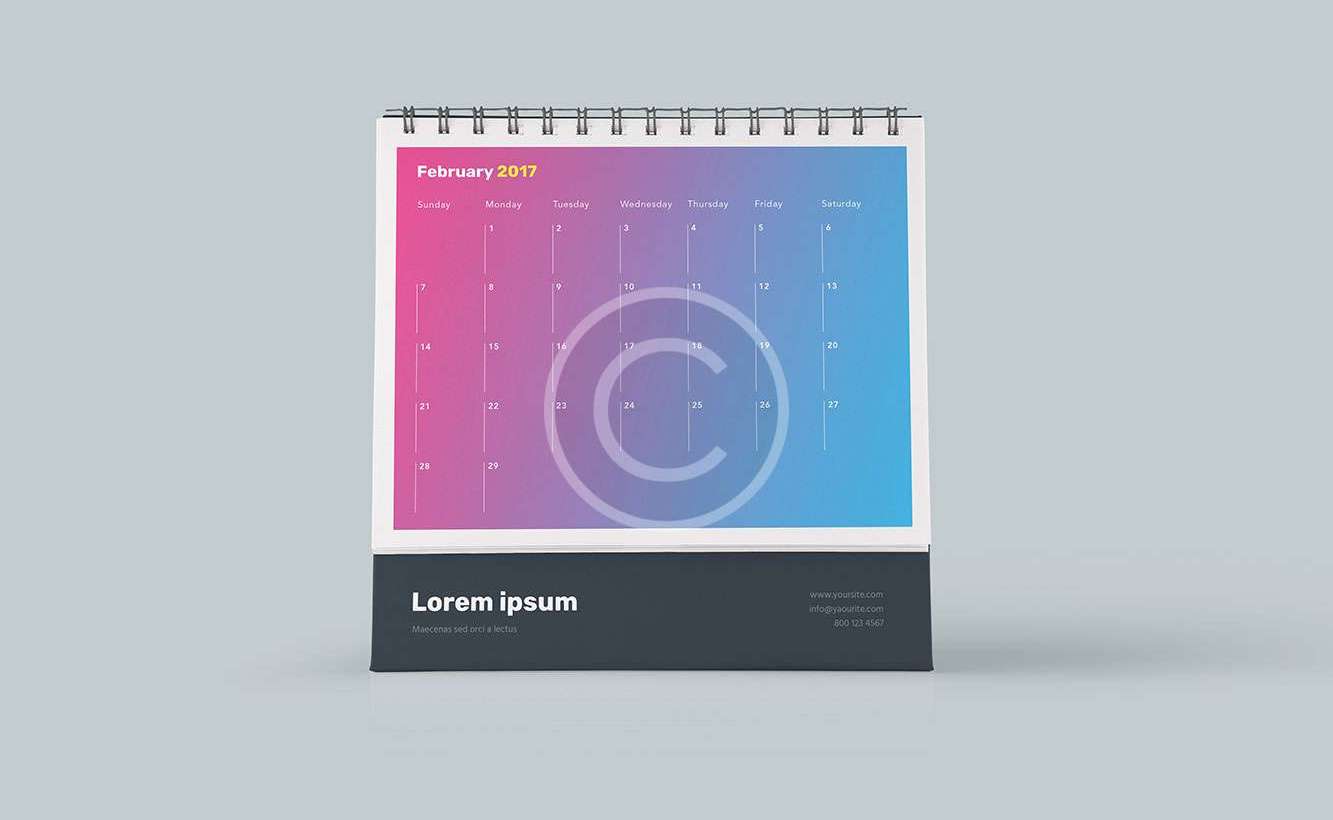 February 2017
Sunday Monday Tuesday Wednesday Thursday Friday Saturday
1 2 3 4 5 6
7 8 9 10 11 12 13
14 15 16 17 18 19 20
21 22 23 24 25 26 27
28 29
Lorem ipsum
Maecenas sed orci a lectus
www.yoursite.com
info@yaourite.com
800 123 4567